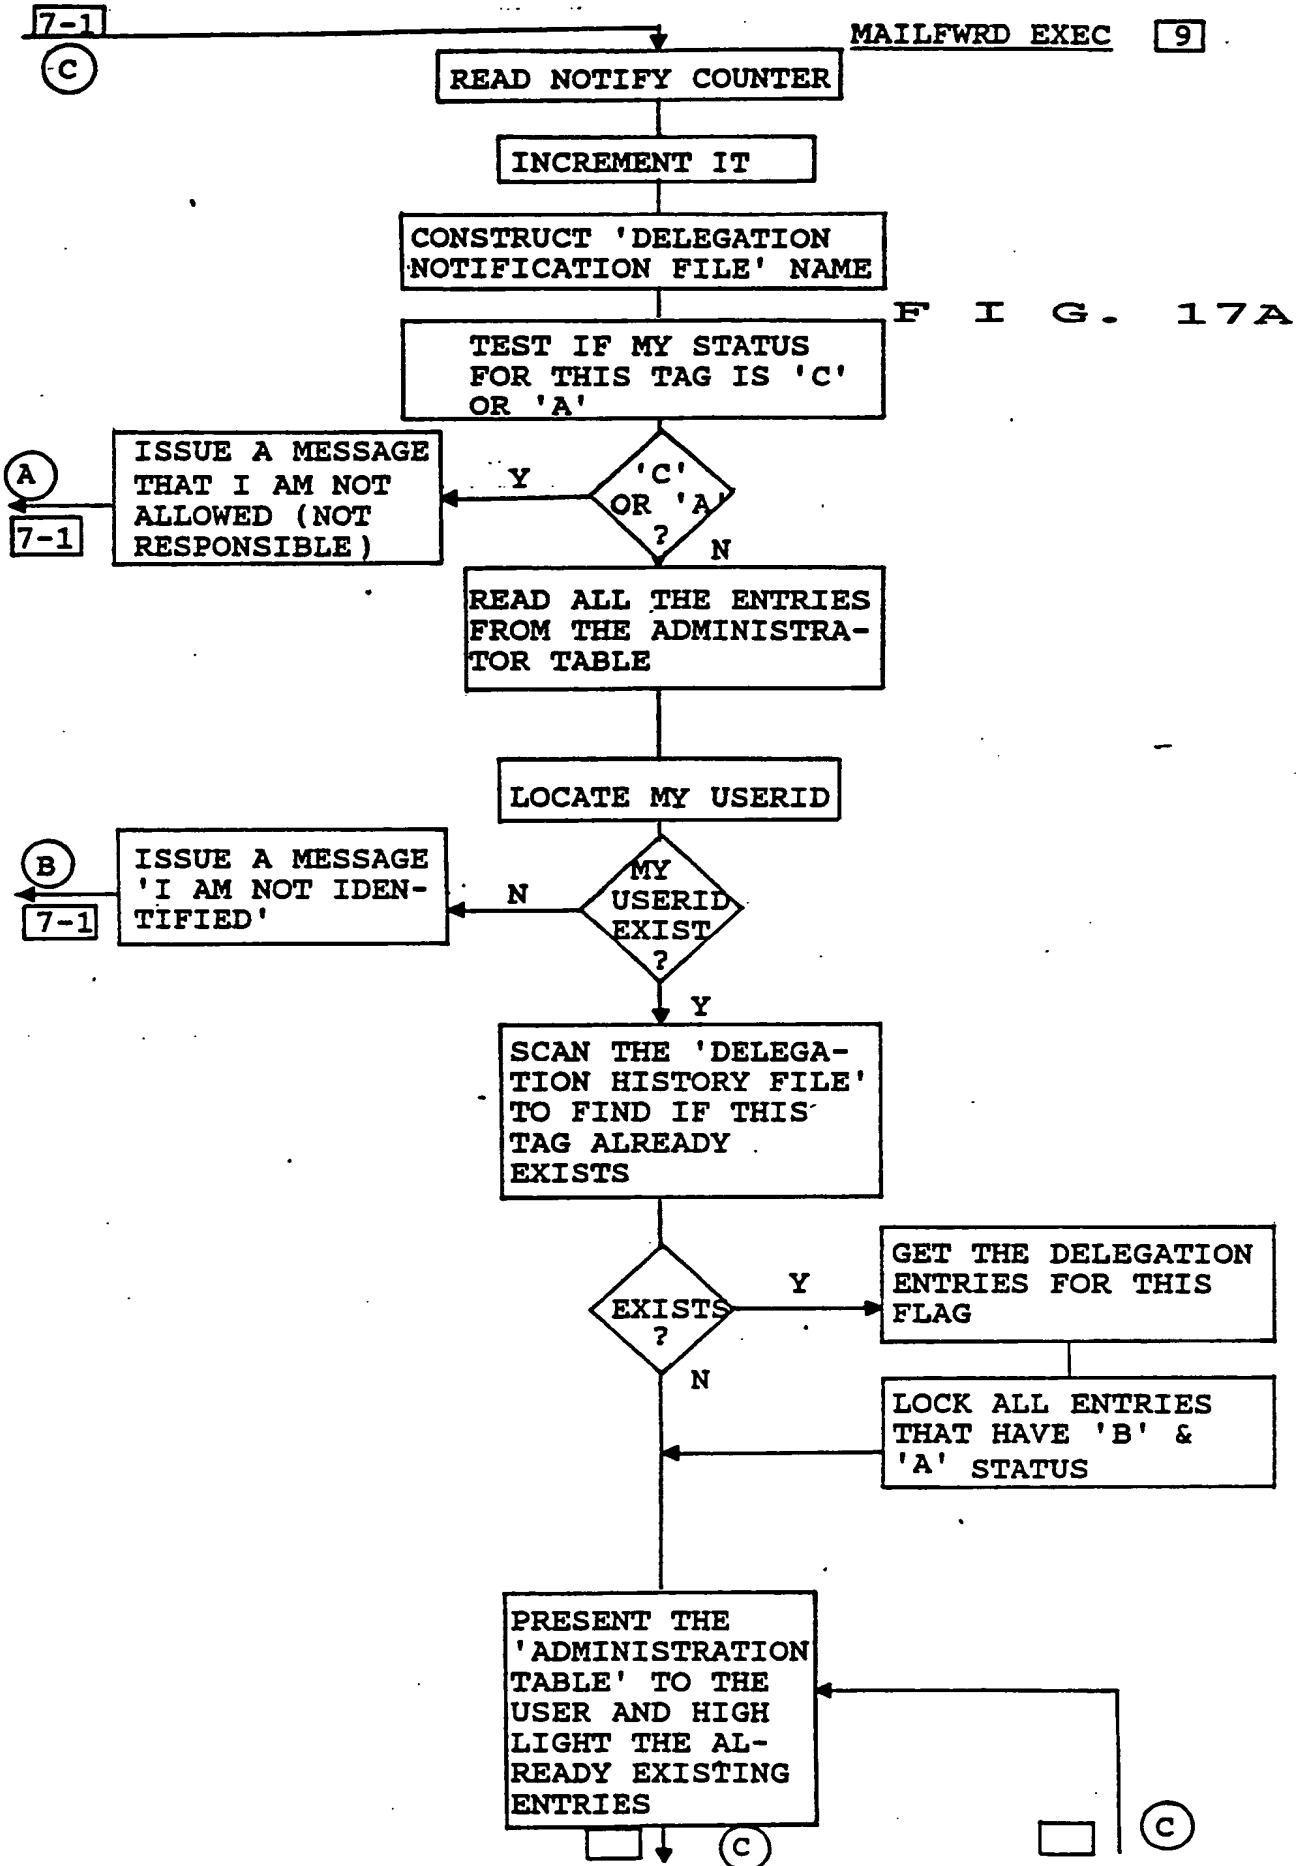 7-1
MAILFWRD EXEC 9
C
READ NOTIFY COUNTER
INCREMENT IT
CONSTRUCT 'DELEGATION
NOTIFICATION FILE' NAME
F I G. 17A
TEST IF MY STATUS
FOR THIS TAG IS 'C'
OR 'A'
'C'
OR 'A'
?
Y
N
ISSUE A MESSAGE
THAT I AM NOT
ALLOWED (NOT
RESPONSIBLE)
A
7-1
READ ALL THE ENTRIES
FROM THE ADMINISTRA-
TOR TABLE
LOCATE MY USERID
MY
USERID
EXIST
?
N
Y
ISSUE A MESSAGE
'I AM NOT IDEN-
TIFIED'
B
7-1
SCAN THE 'DELEGA-
TION HISTORY FILE'
TO FIND IF THIS
TAG ALREADY
EXISTS
EXISTS
?
Y
N
GET THE DELEGATION
ENTRIES FOR THIS
FLAG
LOCK ALL ENTRIES
THAT HAVE 'B' &
'A' STATUS
PRESENT THE
'ADMINISTRATION
TABLE' TO THE
USER AND HIGH
LIGHT THE AL-
READY EXISTING
ENTRIES
C
C